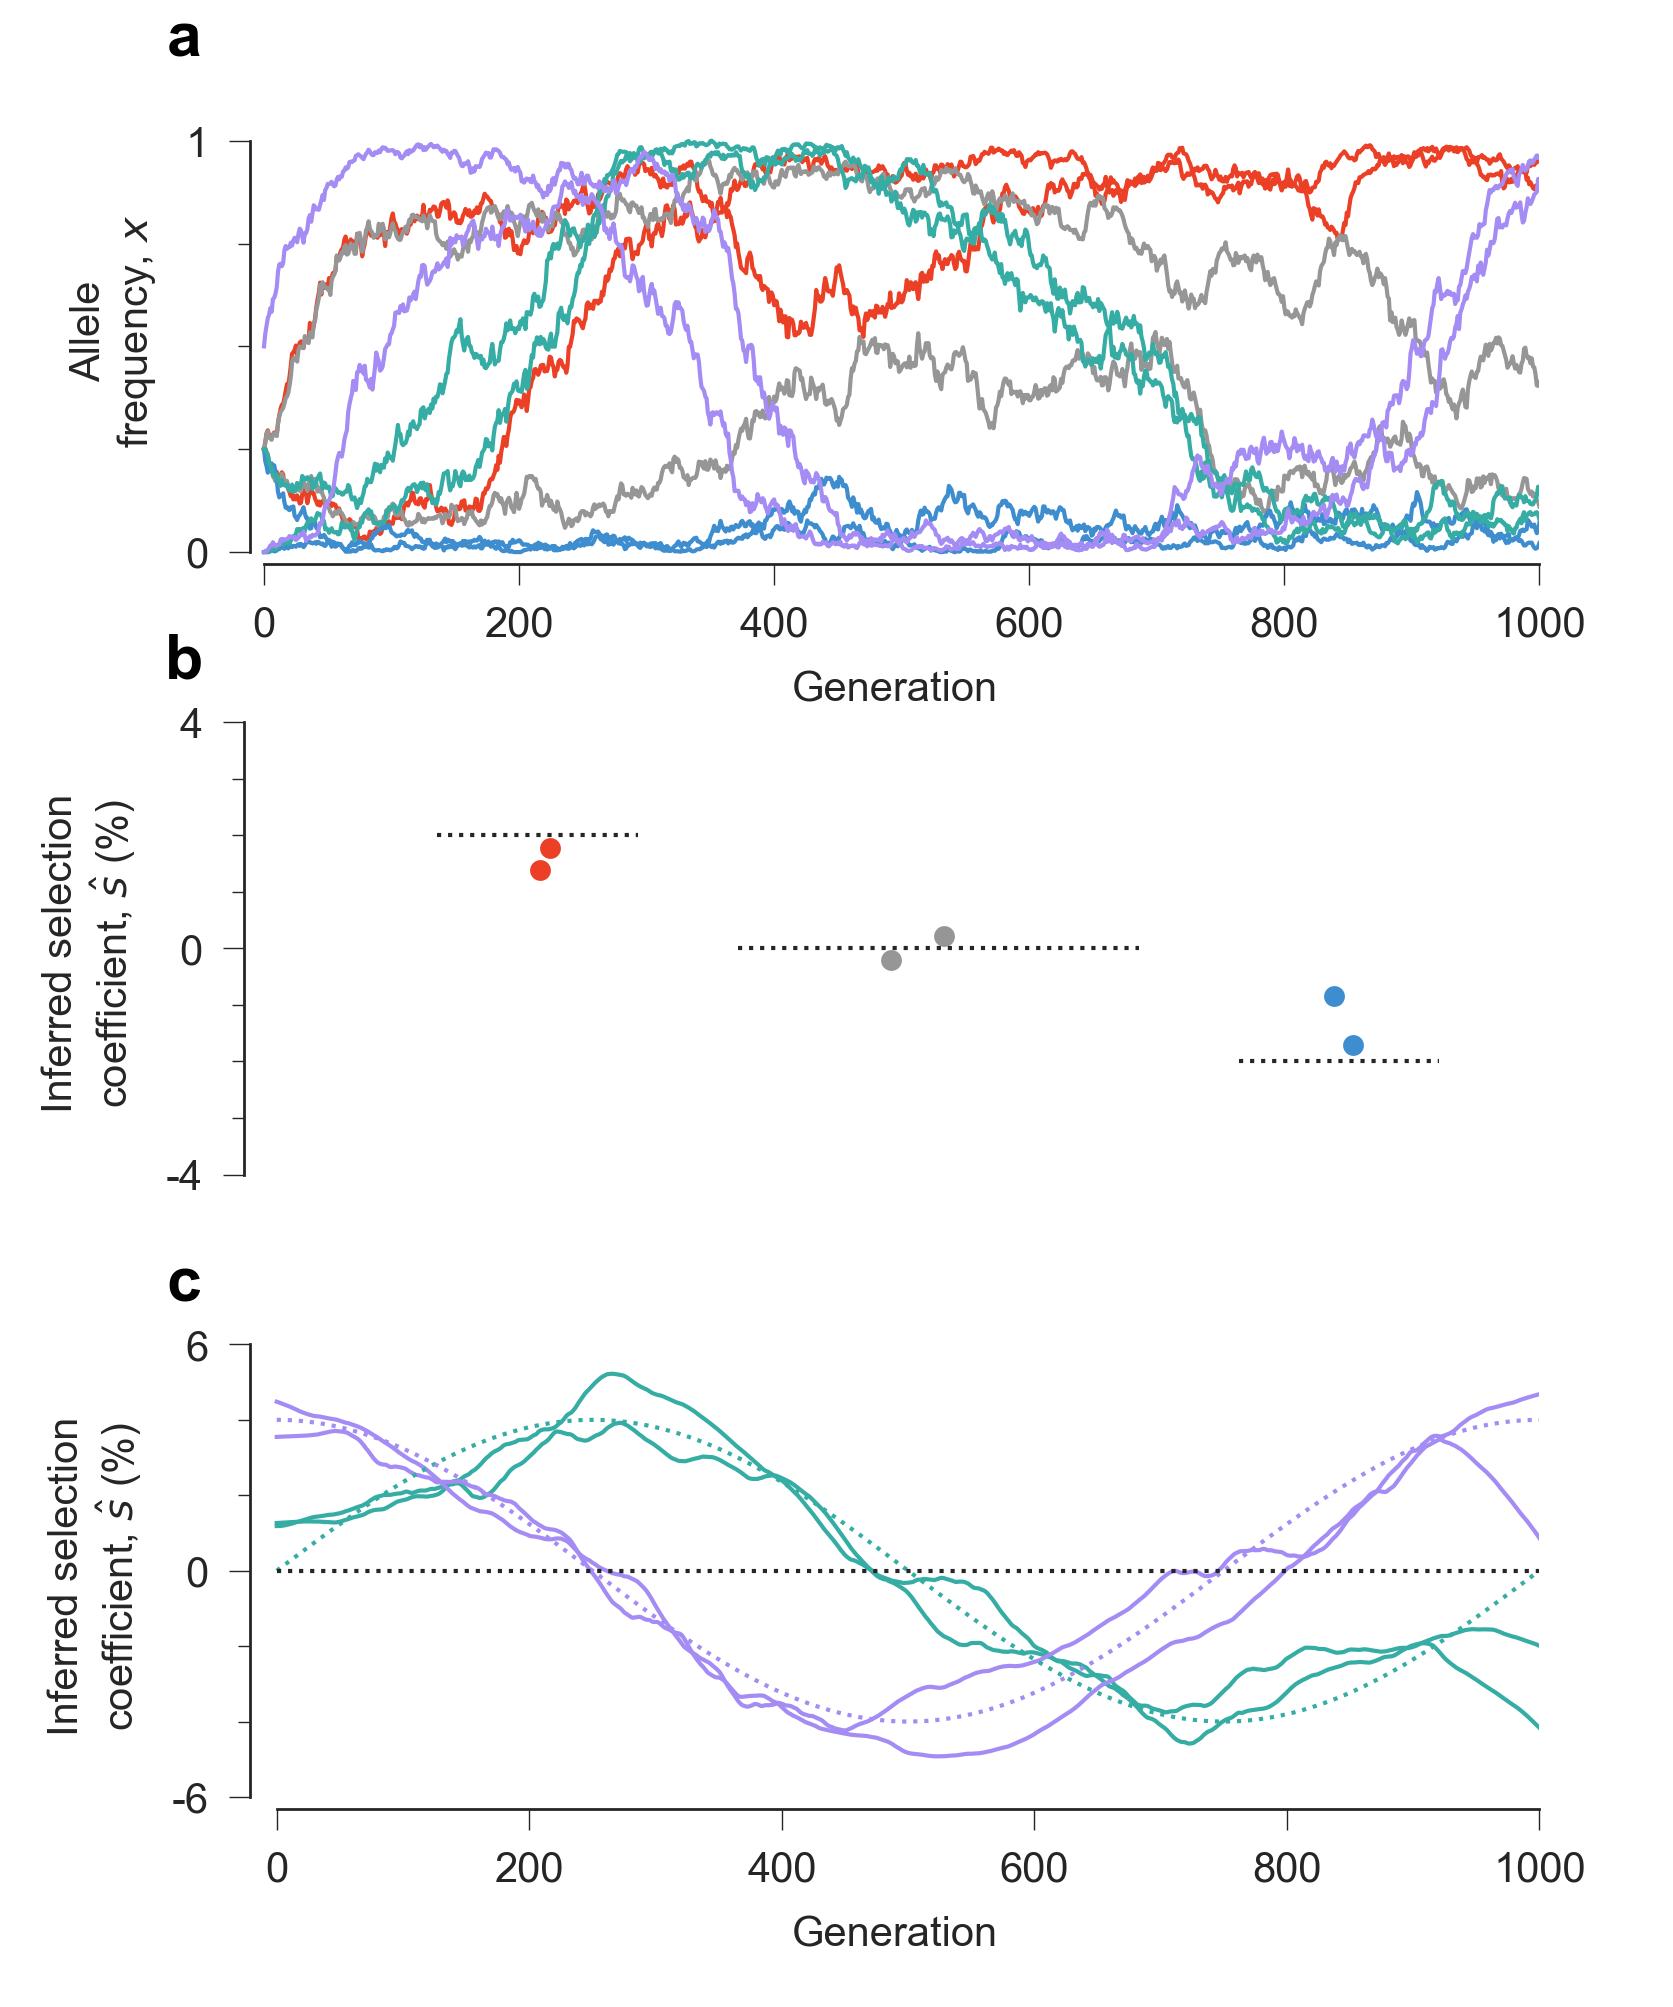 a
1
0
Allele
frequency, x
0 200 400 600 800 1000
Generation
b
4
0
-4
Inferred selection
coefficient, ŝ (%)
c
6
0
-6
Inferred selection
coefficient, ŝ (%)
0 200 400 600 800 1000
Generation